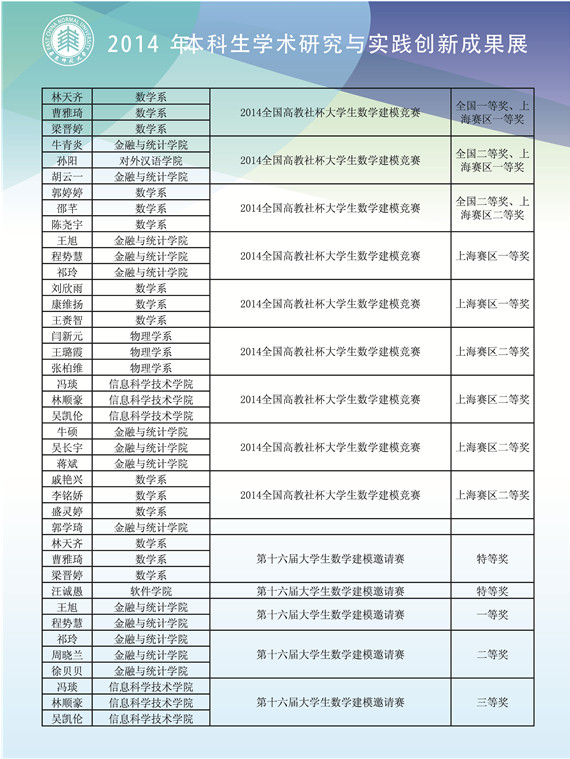 EAST CHINA NORMAL UNIVERSITY
华东师范大学
2014 年本科生学术研究与实践创新成果展
林天齐 数学系
曹雅琦 数学系 2014全国高教社杯大学生数学建模竞赛 全国一等奖、上海赛区一等奖
梁晋婷 数学系
牛青炎 金融与统计学院
孙阳 对外汉语学院 2014全国高教社杯大学生数学建模竞赛 全国二等奖、上海赛区一等奖
胡云一 金融与统计学院
郭婷婷 数学系
邵芊 数学系 2014全国高教社杯大学生数学建模竞赛 全国二等奖、上海赛区二等奖
陈尧宇 数学系
王旭 金融与统计学院
程势慧 金融与统计学院 2014全国高教社杯大学生数学建模竞赛 上海赛区一等奖
祁玲 金融与统计学院
刘欣雨 数学系
康维扬 数学系 2014全国高教社杯大学生数学建模竞赛 上海赛区一等奖
王赉智 数学系
闫新元 物理学系
王璐霞 物理学系 2014全国高教社杯大学生数学建模竞赛 上海赛区二等奖
张柏维 物理学系
冯琰 信息科学技术学院
林顺豪 信息科学技术学院 2014全国高教社杯大学生数学建模竞赛 上海赛区二等奖
吴凯伦 信息科学技术学院
牛硕 金融与统计学院
吴长宇 金融与统计学院 2014全国高教社杯大学生数学建模竞赛 上海赛区二等奖
蒋斌 金融与统计学院
戚艳兴 数学系
李铭娇 数学系 2014全国高教社杯大学生数学建模竞赛 上海赛区二等奖
盛灵婷 数学系
郭学琦 金融与统计学院
林天齐 数学系
曹雅琦 数学系 第十六届大学生数学建模邀请赛 特等奖
梁晋婷 数学系
汪诚愚 软件学院 第十六届大学生数学建模邀请赛 特等奖
王旭 金融与统计学院 第十六届大学生数学建模邀请赛 一等奖
程势慧 金融与统计学院
祁玲 金融与统计学院
周晓兰 金融与统计学院 第十六届大学生数学建模邀请赛 二等奖
徐贝贝 金融与统计学院
冯琰 信息科学技术学院
林顺豪 信息科学技术学院 第十六届大学生数学建模邀请赛 三等奖
吴凯伦 信息科学技术学院